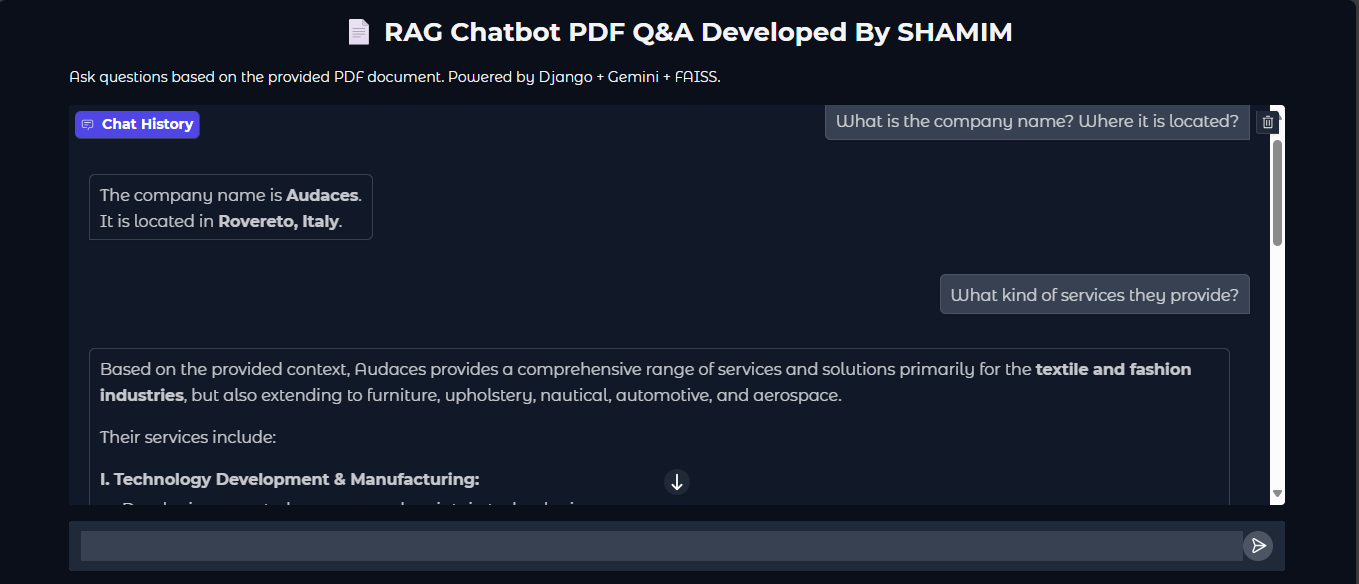 RAG Chatbot PDF Q&A Developed By SHAMIM
Ask questions based on the provided PDF document. Powered by Django + Gemini + FAISS.
Chat History
What is the company name? Where it is located?
The company name is Audaces.
It is located in Rovereto, Italy.
What kind of services they provide?
Based on the provided context, Audaces provides a comprehensive range of services and solutions primarily for the textile and fashion
industries, but also extending to furniture, upholstery, nautical, automotive, and aerospace.
Their services include:
I. Technology Development & Manufacturing: